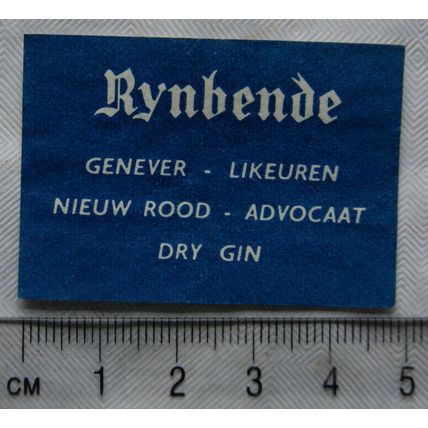 Rynbende
GENEVER - LIKEUREN
NIEUW ROOD - ADVOCAAT
DRY GIN
CM 1 2 3 4 5